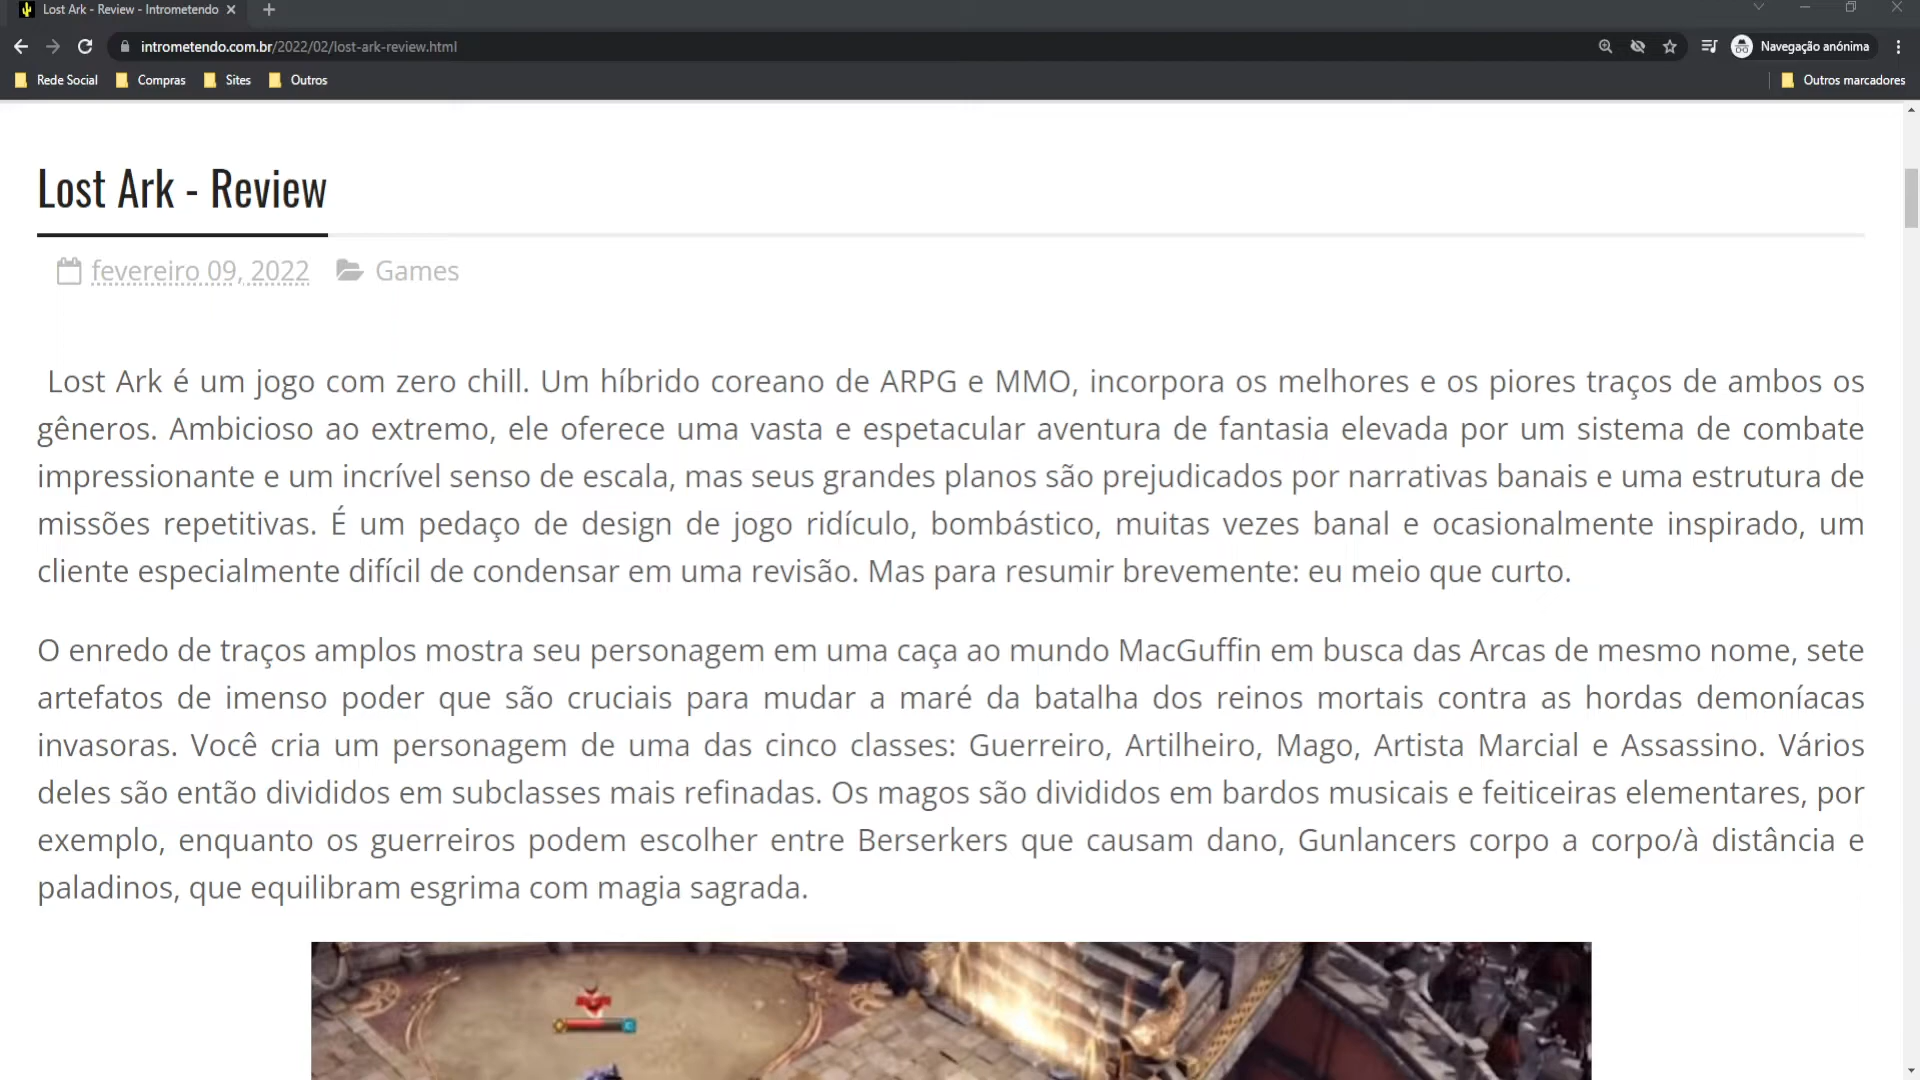 Lost Ark - Review - Intrometendo
intrometendo.com.br/2022/02/lost-ark-review.html
Navegação anónima
Rede Social
Compras
Sites
Outros
Outros marcadores
Lost Ark - Review
fevereiro 09, 2022
Games
Lost Ark é um jogo com zero chill. Um híbrido coreano de ARPG e MMO, incorpora os melhores e os piores traços de ambos os
gêneros. Ambicioso ao extremo, ele oferece uma vasta e espetacular aventura de fantasia elevada por um sistema de combate
impressionante e um incrível senso de escala, mas seus grandes planos são prejudicados por narrativas banais e uma estrutura de
missões repetitivas. É um pedaço de design de jogo ridículo, bombástico, muitas vezes banal e ocasionalmente inspirado, um
cliente especialmente difícil de condensar em uma revisão. Mas para resumir brevemente: eu meio que curto.
O enredo de traços amplos mostra seu personagem em uma caça ao mundo MacGuffin em busca das Arcas de mesmo nome, sete
artefatos de imenso poder que são cruciais para mudar a maré da batalha dos reinos mortais contra as hordas demoníacas
invasoras. Você cria um personagem de uma das cinco classes: Guerreiro, Artilheiro, Mago, Artista Marcial e Assassino. Vários
deles são então divididos em subclasses mais refinadas. Os magos são divididos em bardos musicais e feiticeiras elementares, por
exemplo, enquanto os guerreiros podem escolher entre Berserkers que causam dano, Gunlancers corpo a corpo/à distância e
paladinos, que equilibram esgrima com magia sagrada.